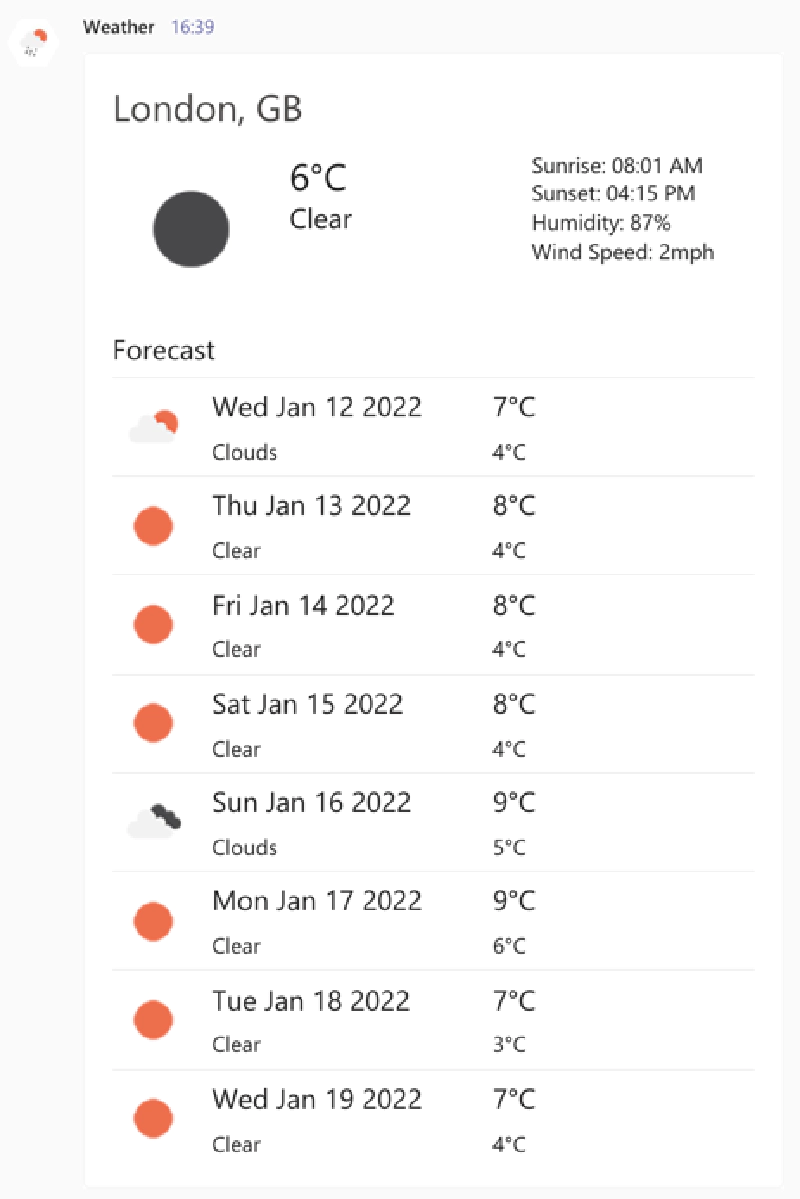 Weather 16:39
London, GB
6°C
Clear
Sunrise: 08:01 AM
Sunset: 04:15 PM
Humidity: 87%
Wind Speed: 2mph
Forecast
Wed Jan 12 2022 7°C
Clouds 4°C
Thu Jan 13 2022 8°C
Clear 4°C
Fri Jan 14 2022 8°C
Clear 4°C
Sat Jan 15 2022 8°C
Clear 4°C
Sun Jan 16 2022 9°C
Clouds 5°C
Mon Jan 17 2022 9°C
Clear 6°C
Tue Jan 18 2022 7°C
Clear 3°C
Wed Jan 19 2022 7°C
Clear 4°C